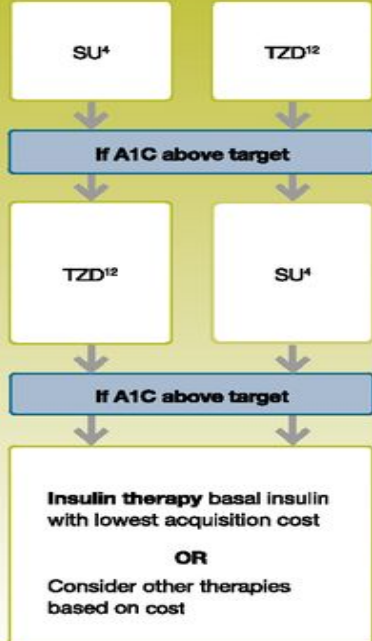 SU⁴
TZD¹²
If A1C above target
TZD¹²
SU⁴
If A1C above target
Insulin therapy basal insulin
with lowest acquisition cost
OR
Consider other therapies
based on cost